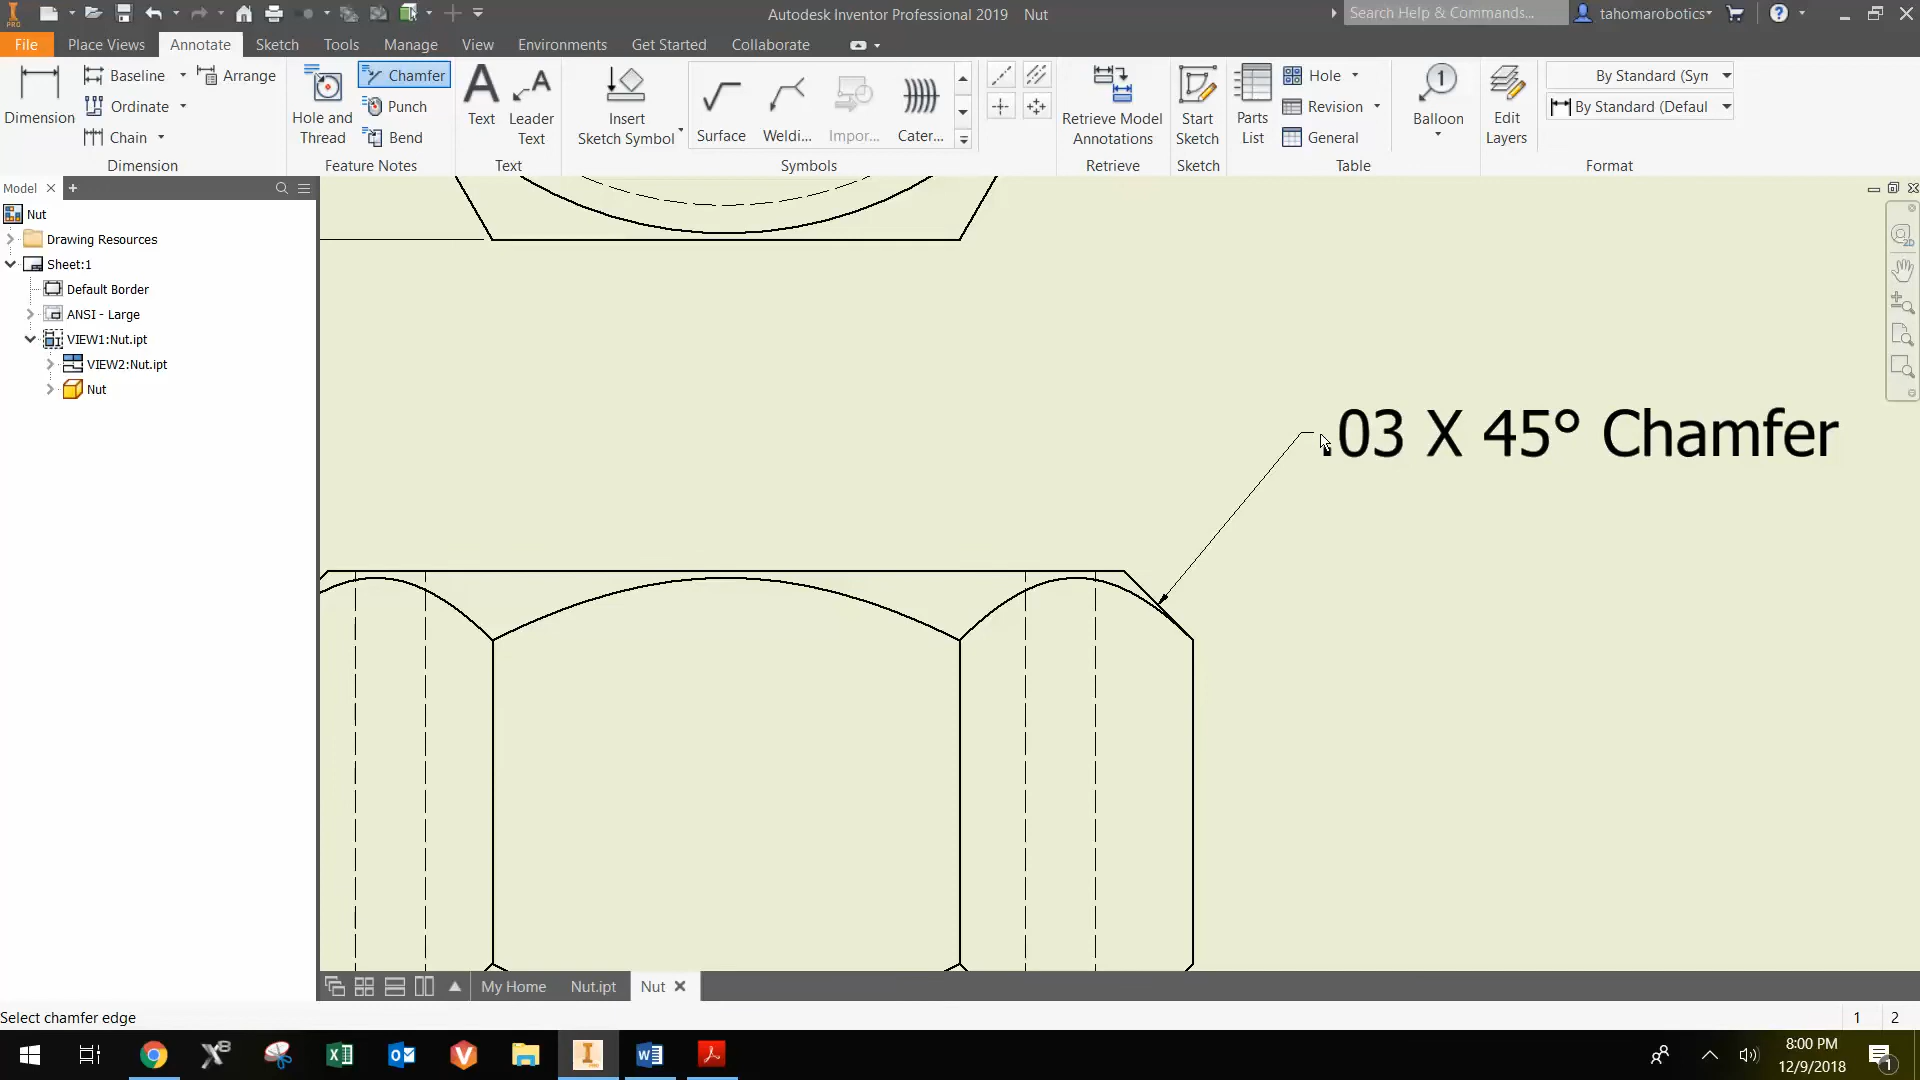 Autodesk Inventor Professional 2019 Nut
Search Help & Commands...
tahomarobotics
File Place Views Annotate Sketch Tools Manage View Environments Get Started Collaborate
Dimension
Baseline
Ordinate
Chain
Arrange
Dimension
Hole and Thread
Chamfer
Punch
Bend
Feature Notes
Text
Leader Text
Text
Insert Sketch Symbol
Surface
Weldi...
Impor...
Cater...
Symbols
Retrieve Model Annotations
Retrieve
Start Sketch
Sketch
Parts List
Hole
Revision
General
Table
Balloon
Edit Layers
By Standard (Syn
By Standard (Defaul
Format
Model
Nut
Drawing Resources
Sheet:1
Default Border
ANSI - Large
VIEW1:Nut.ipt
VIEW2:Nut.ipt
Nut
.03 X 45° Chamfer
My Home Nut.ipt Nut
Select chamfer edge
1 2
8:00 PM
12/9/2018